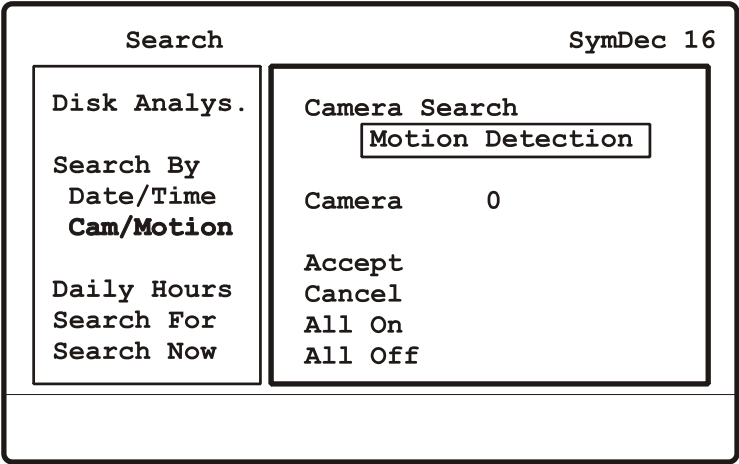 Search SymDec 16
Disk Analys.
Search By
Date/Time
Cam/Motion
Daily Hours
Search For
Search Now
Camera Search
Motion Detection
Camera 0
Accept
Cancel
All On
All Off